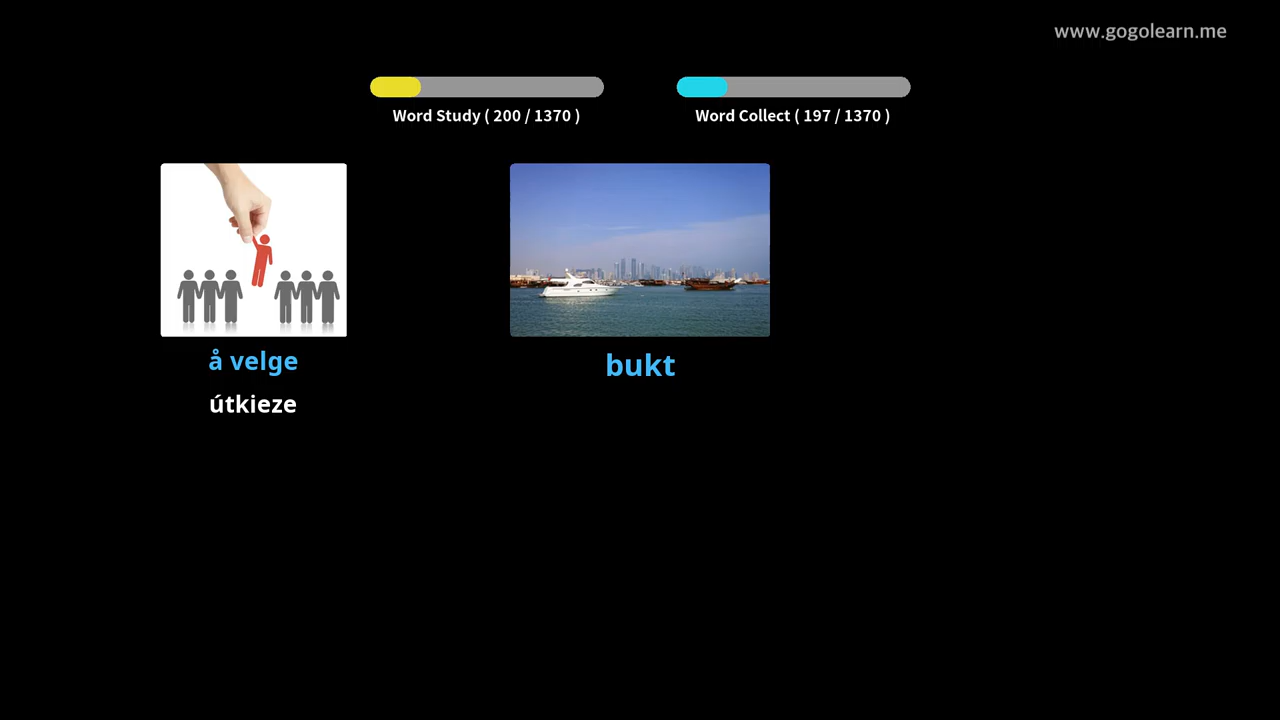 www.gogolearn.me
Word Study ( 200 / 1370 )
Word Collect ( 197 / 1370 )
å velge
útkieze
bukt